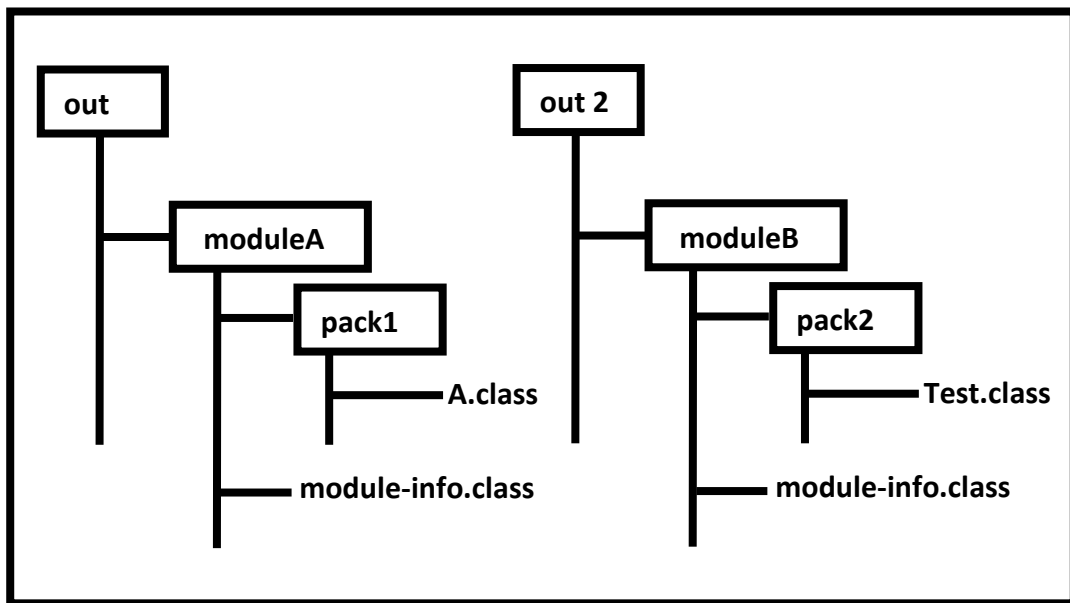 out
moduleA
pack1
A.class
module-info.class
out 2
moduleB
pack2
Test.class
module-info.class